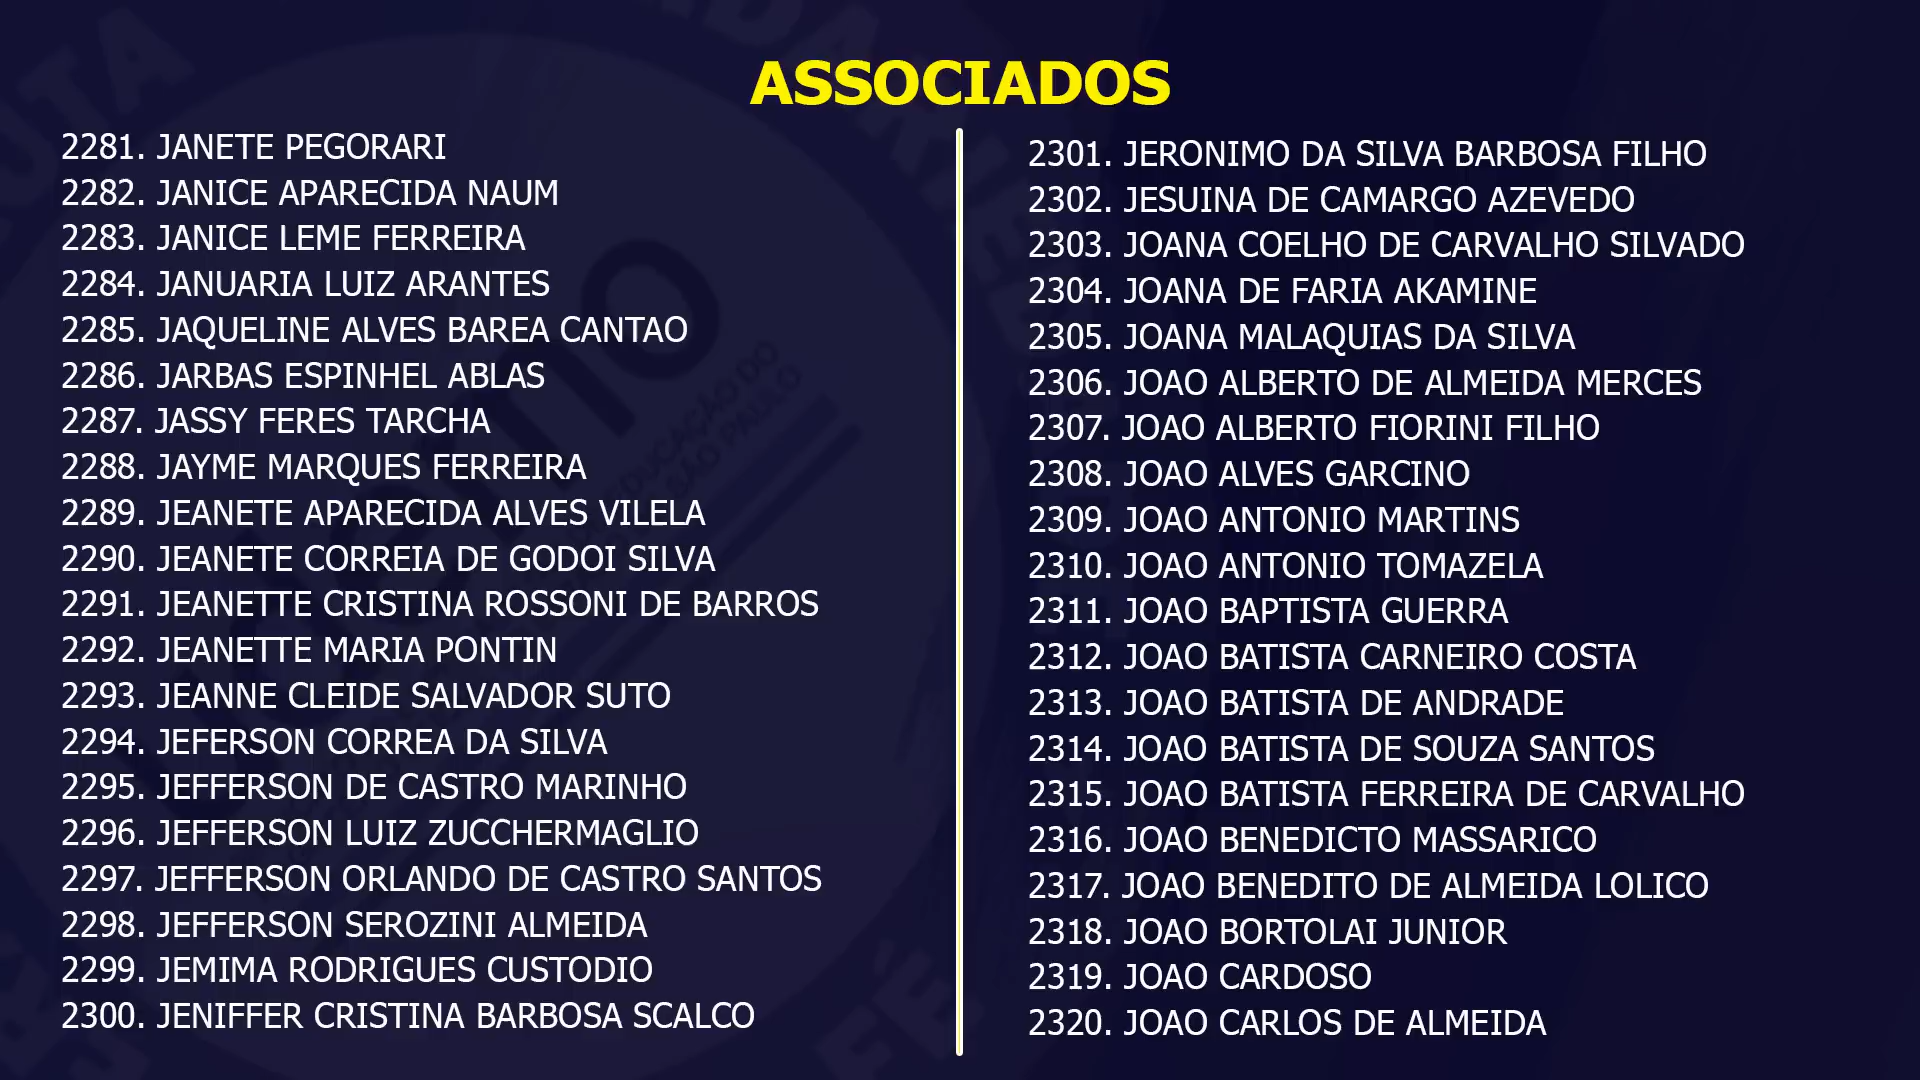 ASSOCIADOS
2281. JANETE PEGORARI
2282. JANICE APARECIDA NAUM
2283. JANICE LEME FERREIRA
2284. JANUARIA LUIZ ARANTES
2285. JAQUELINE ALVES BAREA CANTAO
2286. JARBAS ESPINHEL ABLAS
2287. JASSY FERES TARCHA
2288. JAYME MARQUES FERREIRA
2289. JEANETE APARECIDA ALVES VILELA
2290. JEANETE CORREIA DE GODOI SILVA
2291. JEANETTE CRISTINA ROSSONI DE BARROS
2292. JEANETTE MARIA PONTIN
2293. JEANNE CLEIDE SALVADOR SUTO
2294. JEFERSON CORREA DA SILVA
2295. JEFFERSON DE CASTRO MARINHO
2296. JEFFERSON LUIZ ZUCCHERMAGLIO
2297. JEFFERSON ORLANDO DE CASTRO SANTOS
2298. JEFFERSON SEROZINI ALMEIDA
2299. JEMIMA RODRIGUES CUSTODIO
2300. JENIFFER CRISTINA BARBOSA SCALCO
2301. JERONIMO DA SILVA BARBOSA FILHO
2302. JESUINA DE CAMARGO AZEVEDO
2303. JOANA COELHO DE CARVALHO SILVADO
2304. JOANA DE FARIA AKAMINE
2305. JOANA MALAQUIAS DA SILVA
2306. JOAO ALBERTO DE ALMEIDA MERCES
2307. JOAO ALBERTO FIORINI FILHO
2308. JOAO ALVES GARCINO
2309. JOAO ANTONIO MARTINS
2310. JOAO ANTONIO TOMAZELA
2311. JOAO BAPTISTA GUERRA
2312. JOAO BATISTA CARNEIRO COSTA
2313. JOAO BATISTA DE ANDRADE
2314. JOAO BATISTA DE SOUZA SANTOS
2315. JOAO BATISTA FERREIRA DE CARVALHO
2316. JOAO BENEDICTO MASSARICO
2317. JOAO BENEDITO DE ALMEIDA LOLICO
2318. JOAO BORTOLAI JUNIOR
2319. JOAO CARDOSO
2320. JOAO CARLOS DE ALMEIDA